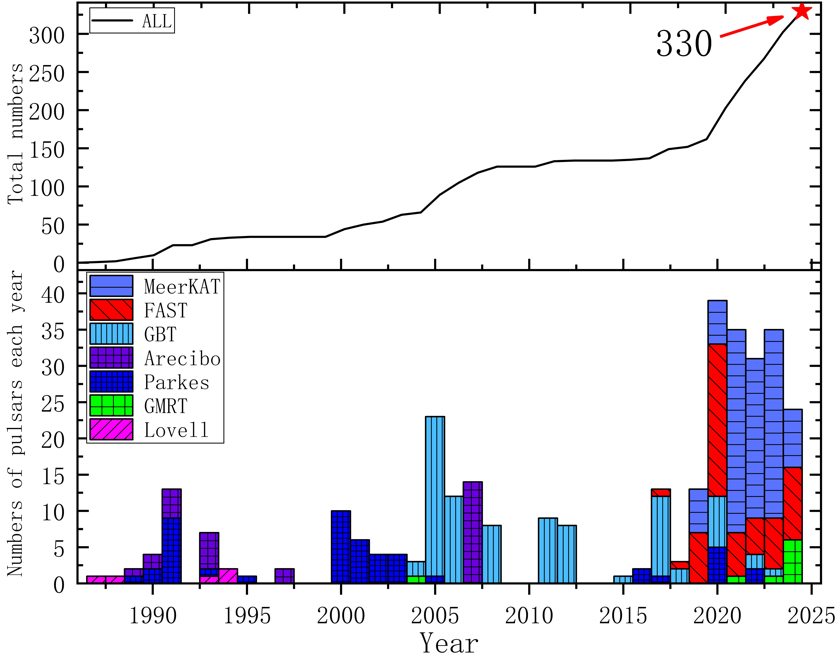 ALL
330
Total numbers
300
250
200
150
100
50
0
MeerKAT
FAST
GBT
Arecibo
Parkes
GMRT
Lovell
Numbers of pulsars each year
40
35
30
25
20
15
10
5
0
1990 1995 2000 2005 2010 2015 2020 2025
Year